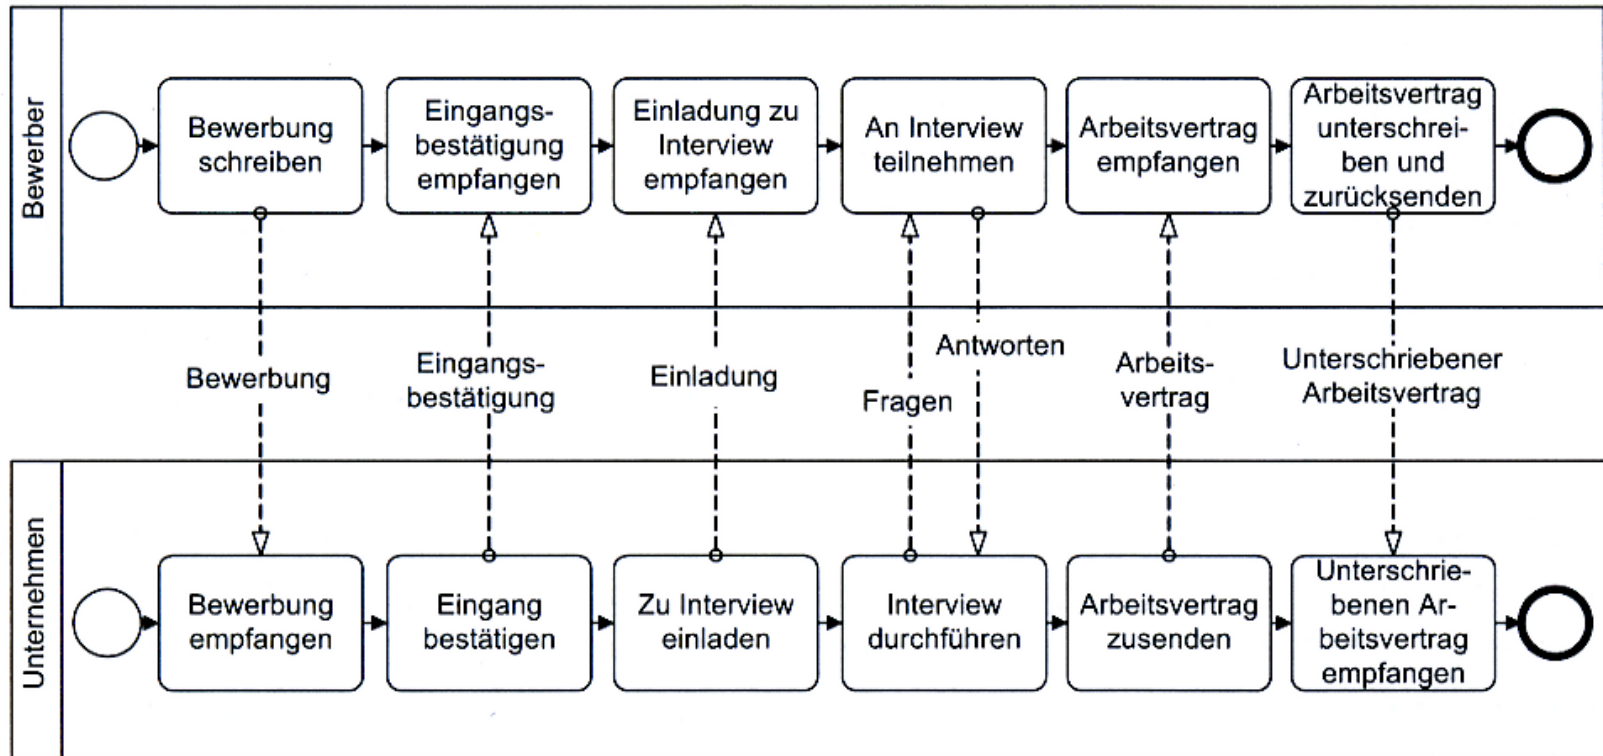 Bewerber
Bewerbung
schreiben
Eingangs-
bestätigung
empfangen
Einladung zu
Interview
empfangen
An Interview
teilnehmen
Arbeitsvertrag
empfangen
Arbeitsvertrag
unterschrei-
ben und
zurücksenden
Bewerbung
Eingangs-
bestätigung
Einladung
Fragen
Antworten
Arbeits-
vertrag
Unterschriebener
Arbeitsvertrag
Unternehmen
Bewerbung
empfangen
Eingang
bestätigen
Zu Interview
einladen
Interview
durchführen
Arbeitsvertrag
zusenden
Unterschrie-
benen Ar-
beitsvertrag
empfangen